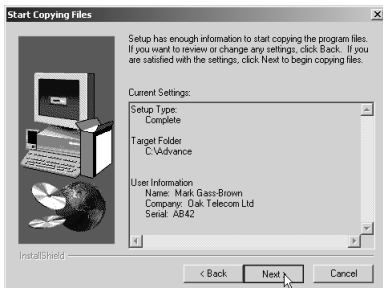 Start Copying Files
Setup has enough information to start copying the program files.
If you want to review or change any settings, click Back. If you
are satisfied with the settings, click Next to begin copying files.
Current Settings:
Setup Type:
Complete
Target Folder
C:\Advance
User Information
Name: Mark Gass-Brown
Company: Oak Telecom Ltd
Serial: AB42
InstallShield
< Back
Next >
Cancel